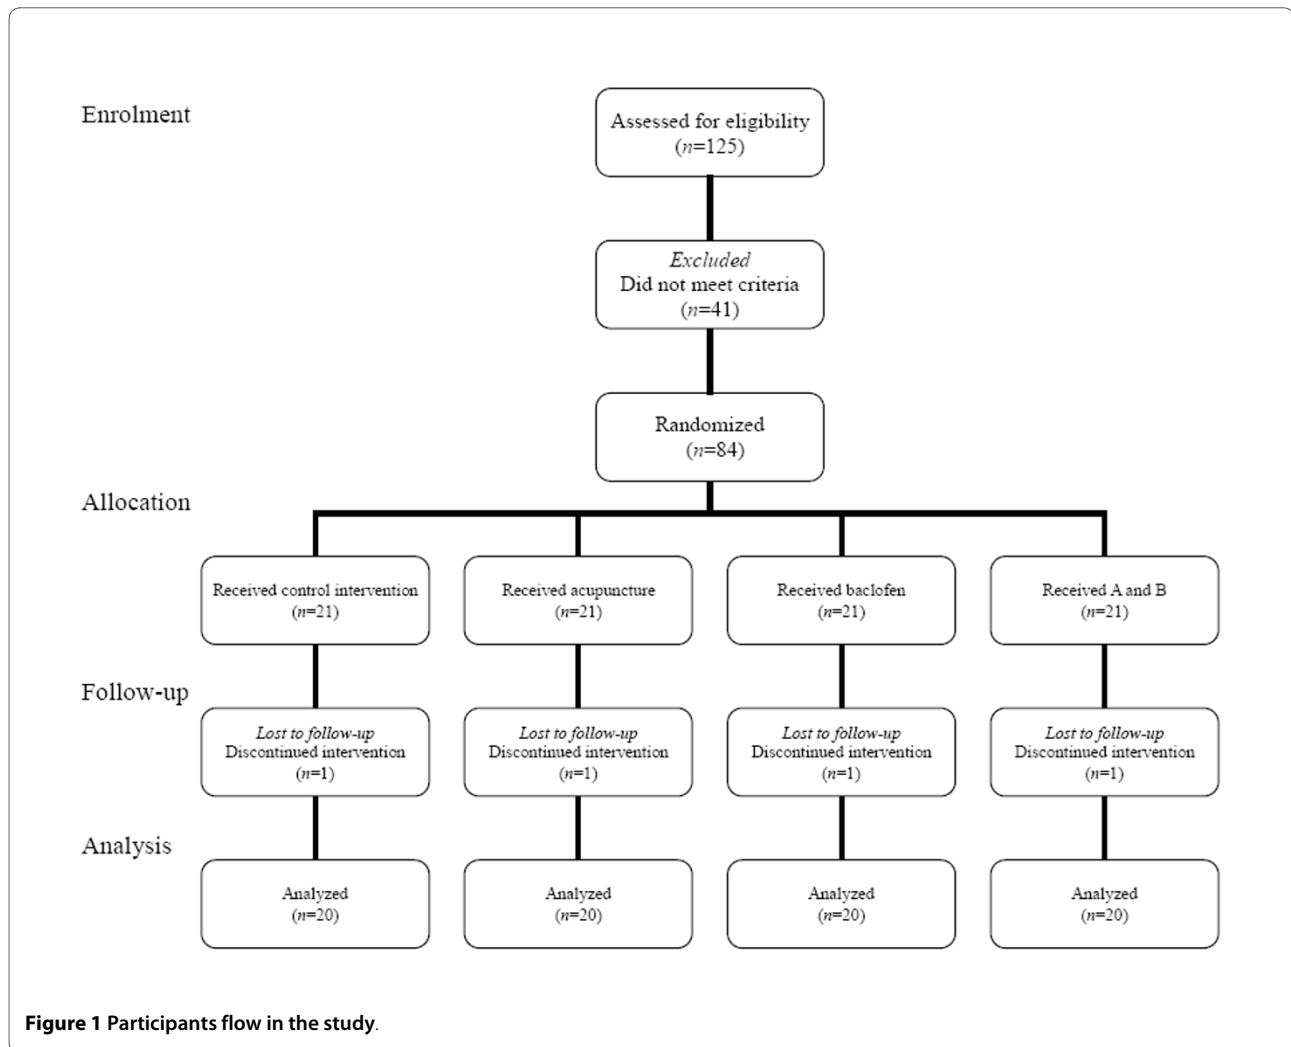 Enrolment
Assessed for eligibility
(n=125)
Excluded
Did not meet criteria
(n=41)
Randomized
(n=84)
Allocation
Received control intervention
(n=21)
Received acupuncture
(n=21)
Received baclofen
(n=21)
Received A and B
(n=21)
Follow-up
Lost to follow-up
Discontinued intervention
(n=1)
Lost to follow-up
Discontinued intervention
(n=1)
Lost to follow-up
Discontinued intervention
(n=1)
Lost to follow-up
Discontinued intervention
(n=1)
Analysis
Analyzed
(n=20)
Analyzed
(n=20)
Analyzed
(n=20)
Analyzed
(n=20)
Figure 1 Participants flow in the study.